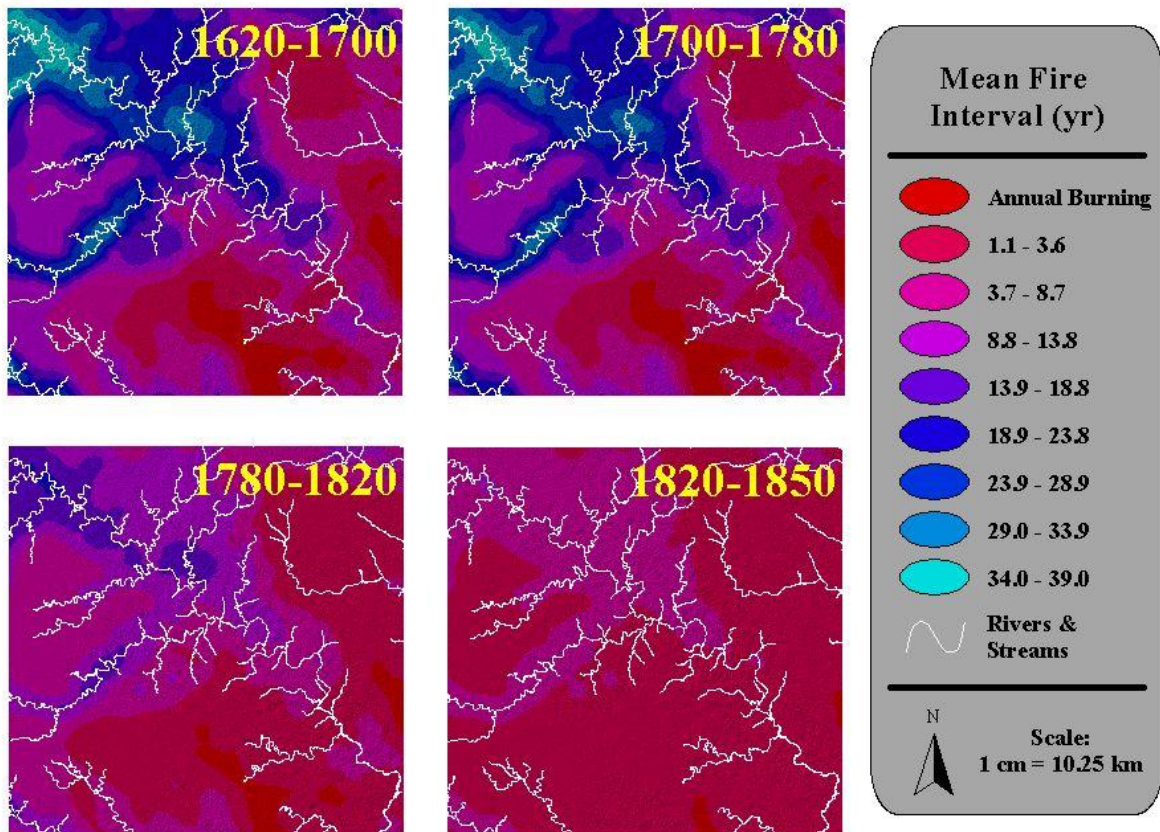 1620-1700
1700-1780
1780-1820
1820-1850
Mean Fire
Interval (yr)
Annual Burning
1.1 - 3.6
3.7 - 8.7
8.8 - 13.8
13.9 - 18.8
18.9 - 23.8
23.9 - 28.9
29.0 - 33.9
34.0 - 39.0
Rivers &
Streams
N
Scale:
1 cm = 10.25 km